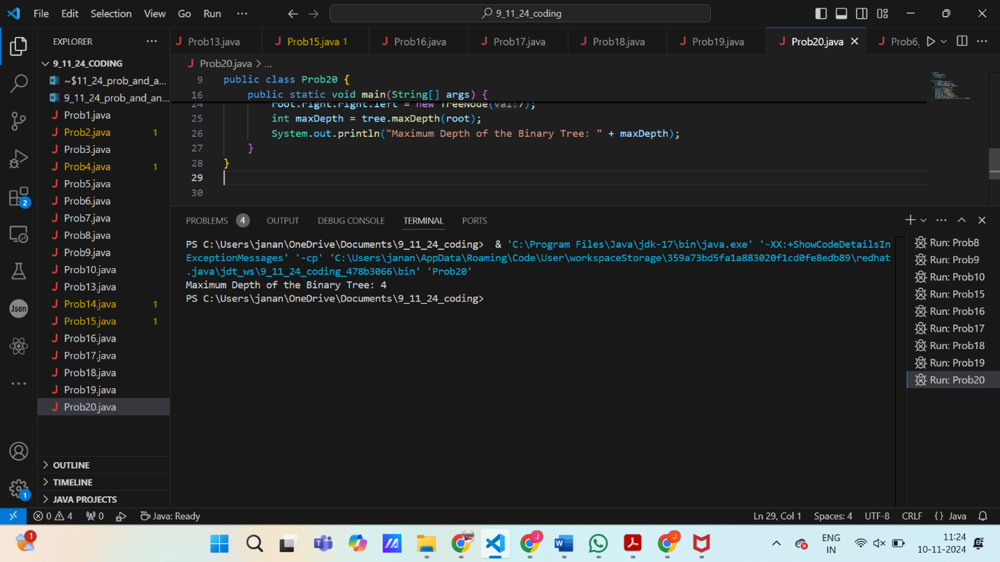 File Edit Selection View Go Run ···
9_11_24_coding
EXPLORER
9_11_24_CODING
~$11_24_prob_and_a...
9_11_24_prob_and_an...
Prob1.java
Prob2.java 1
Prob3.java
Prob4.java 1
Prob5.java
Prob6.java
Prob7.java
Prob8.java
Prob9.java
Prob10.java
Prob13.java
Prob14.java 1
Prob15.java 1
Prob16.java
Prob17.java
Prob18.java
Prob19.java
Prob20.java
OUTLINE
TIMELINE
JAVA PROJECTS
2
Json
1
Prob13.java Prob15.java 1 Prob16.java Prob17.java Prob18.java Prob19.java Prob20.java Prob6.
Prob20.java > ...
9 public class Prob20 {
16 public static void main(String[] args) {
24 root.right.right.left = new TreeNode(val:7);
25 int maxDepth = tree.maxDepth(root);
26 System.out.println("Maximum Depth of the Binary Tree: " + maxDepth);
27 }
28 }
29
30
PROBLEMS 4 OUTPUT DEBUG CONSOLE TERMINAL PORTS
PS C:\Users\janan\OneDrive\Documents\9_11_24_coding> & 'C:\Program Files\Java\jdk-17\bin\java.exe' '-XX:+ShowCodeDetailsIn
ExceptionMessages' '-cp' 'C:\Users\janan\AppData\Roaming\Code\User\workspaceStorage\359a73bd5fa1a883020f1cd0fe8edb89\redhat
.java\jdt_ws\9_11_24_coding_478b3066\bin' 'Prob20'
Maximum Depth of the Binary Tree: 4
PS C:\Users\janan\OneDrive\Documents\9_11_24_coding>
Run: Prob8
Run: Prob9
Run: Prob10
Run: Prob15
Run: Prob16
Run: Prob17
Run: Prob18
Run: Prob19
Run: Prob20
0 4 0 Java: Ready Ln 29, Col 1 Spaces: 4 UTF-8 CRLF {} Java
1
ENG
IN
11:24
10-11-2024